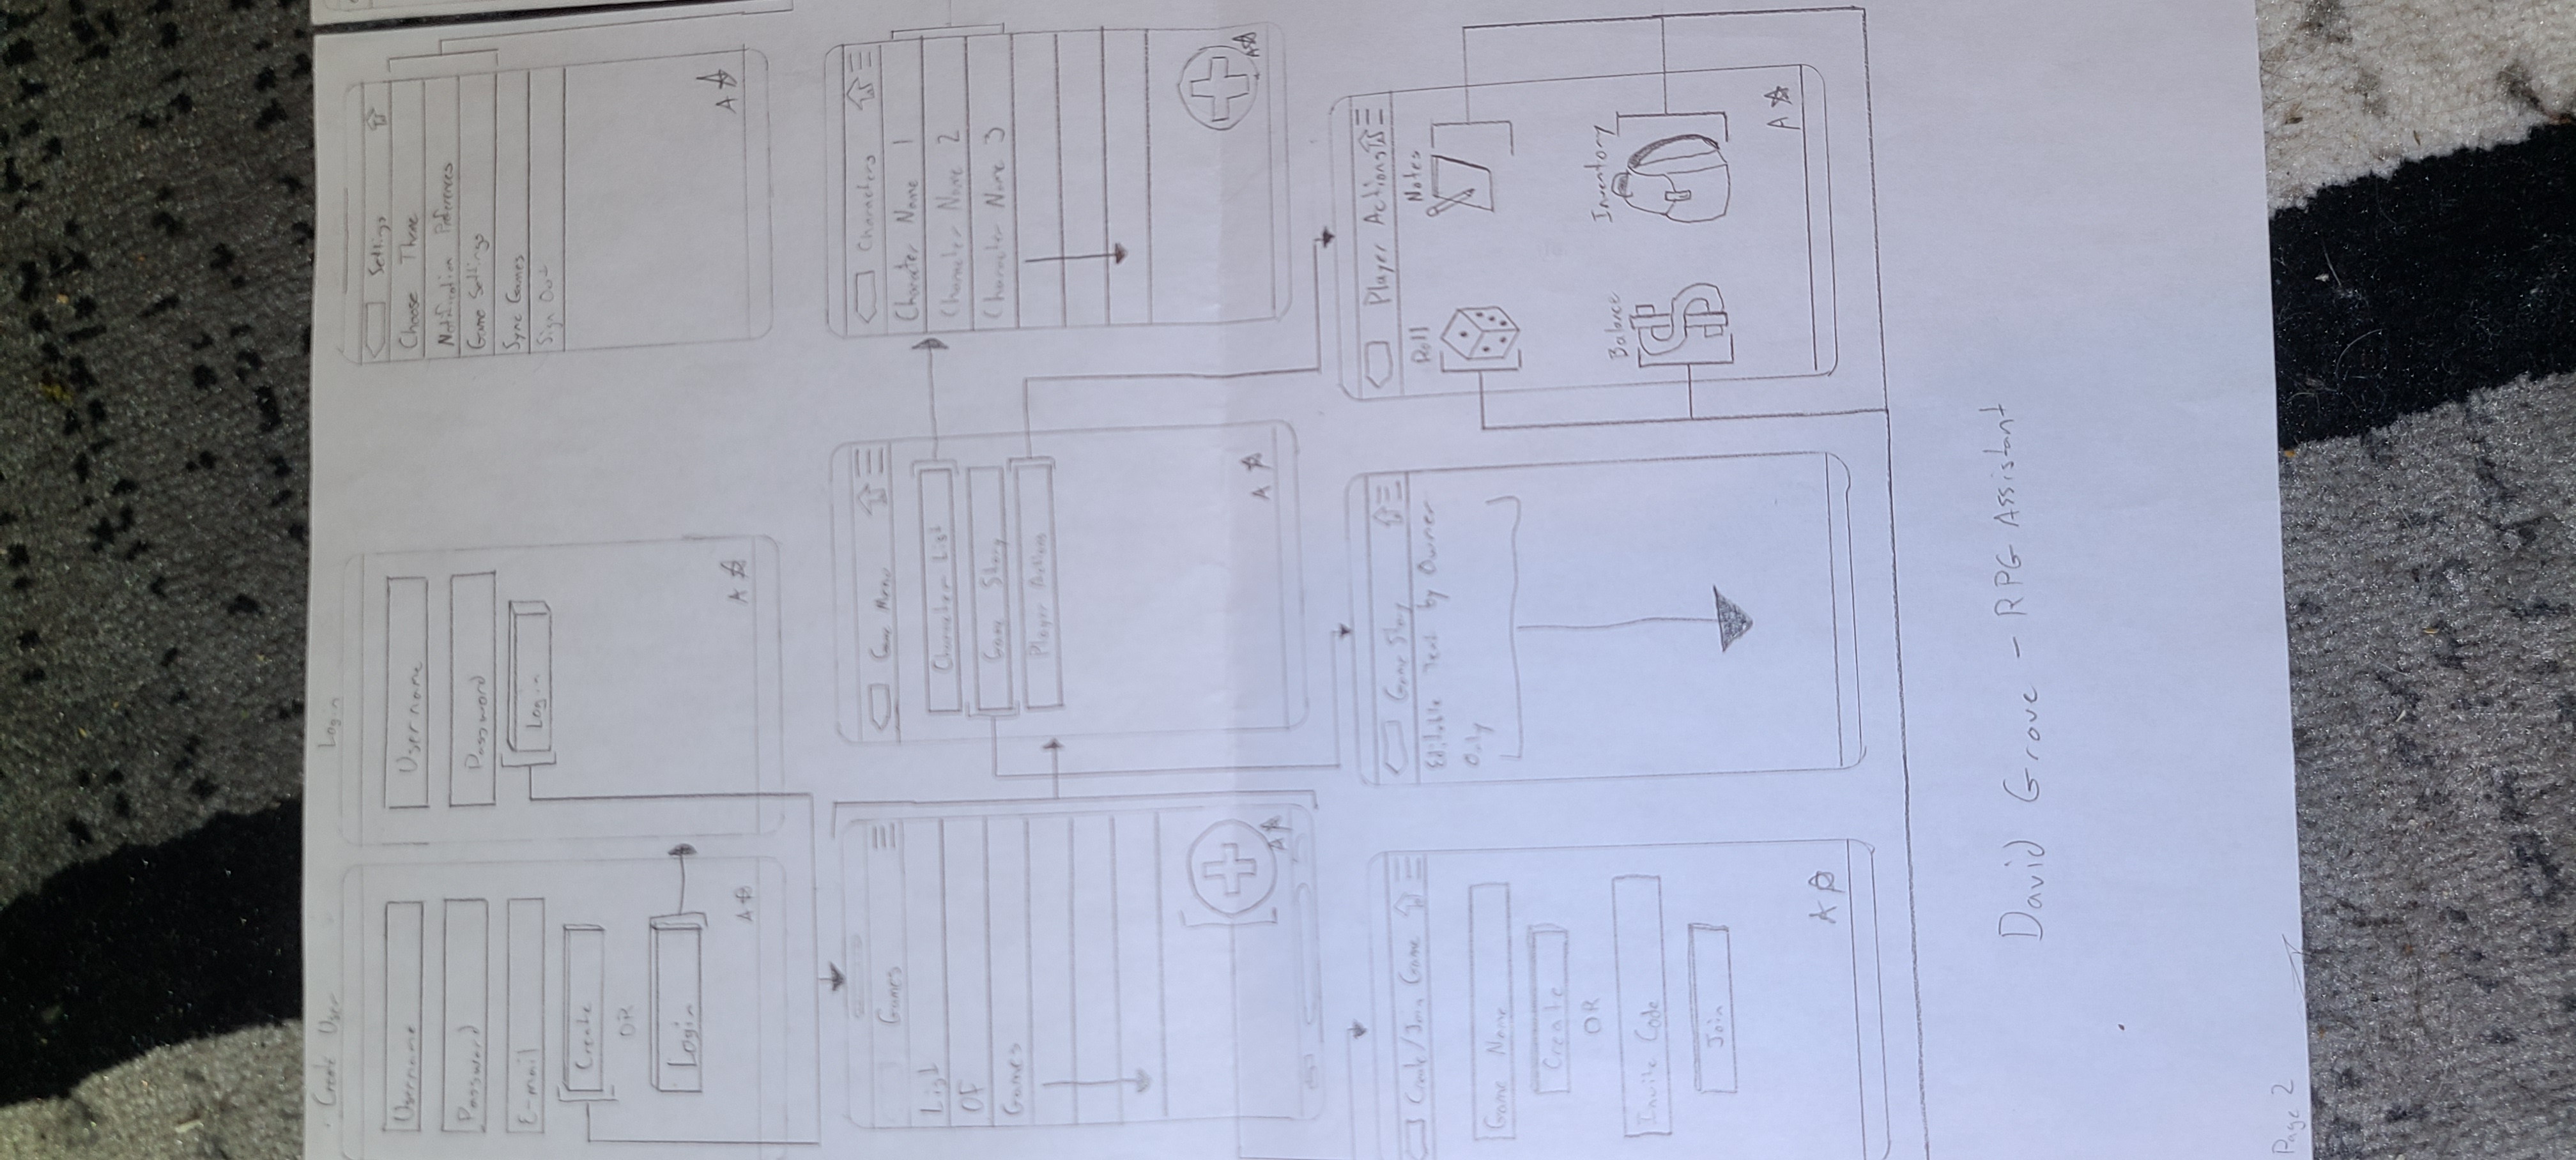 Create User
Username
Password
E-mail
Create
OR
Login
A
Login
Username
Password
Login
A
Settings
Choose Theme
Notification Preferences
Game Settings
Sync Games
Sign Out
A
Games
List
OF
Games
A
Game Menu
Character List
Game Story
Player Actions
A
Characters
Character Name 1
Character Name 2
Character Name 3
A
Create/Join Game
Game Name
Create
OR
Invite Code
Join
A
Game Story
Editable Text by Owner
Only
Player Actions
Roll
Notes
Balance
Inventory
A
David Grove - RPG Assistant
Page 2